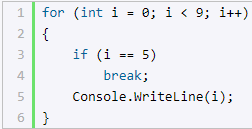 1 for (int i = 0; i < 9; i++)
2 {
3     if (i == 5)
4         break;
5     Console.WriteLine(i);
6 }